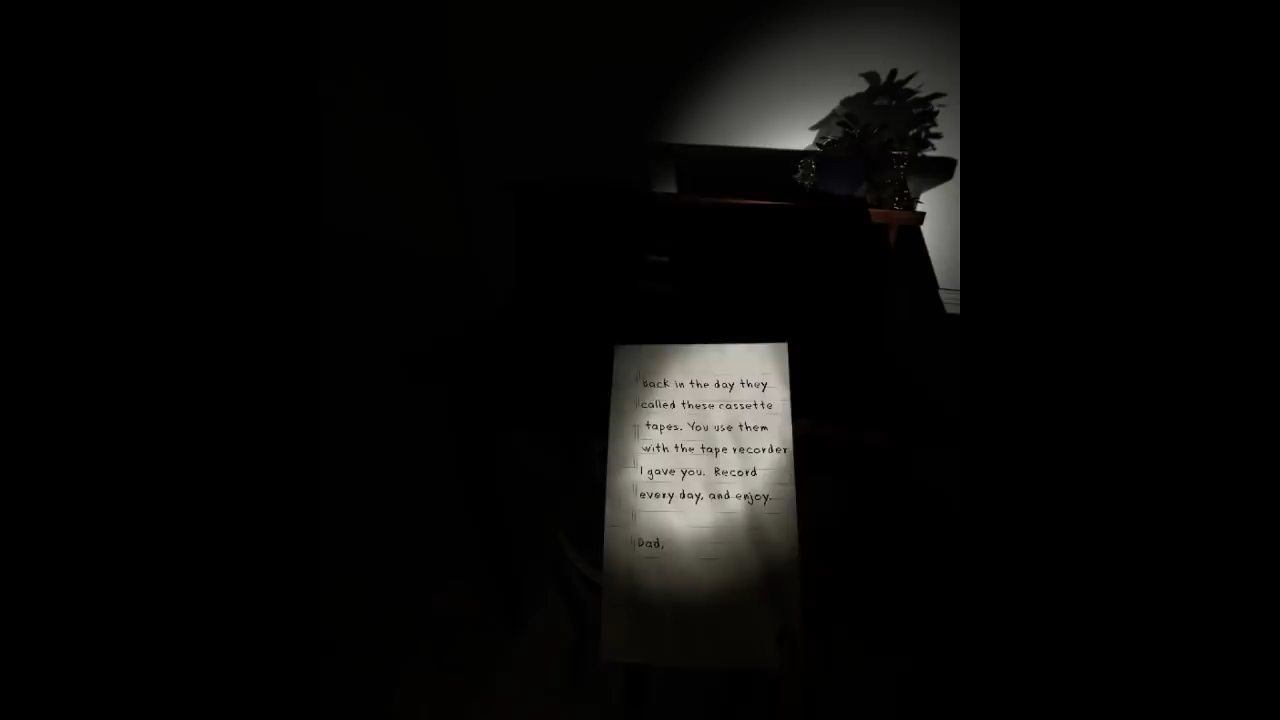 Back in the day they
called these cassette
tapes. You use them
with the tape recorder
I gave you. Record
every day, and enjoy.
Dad,